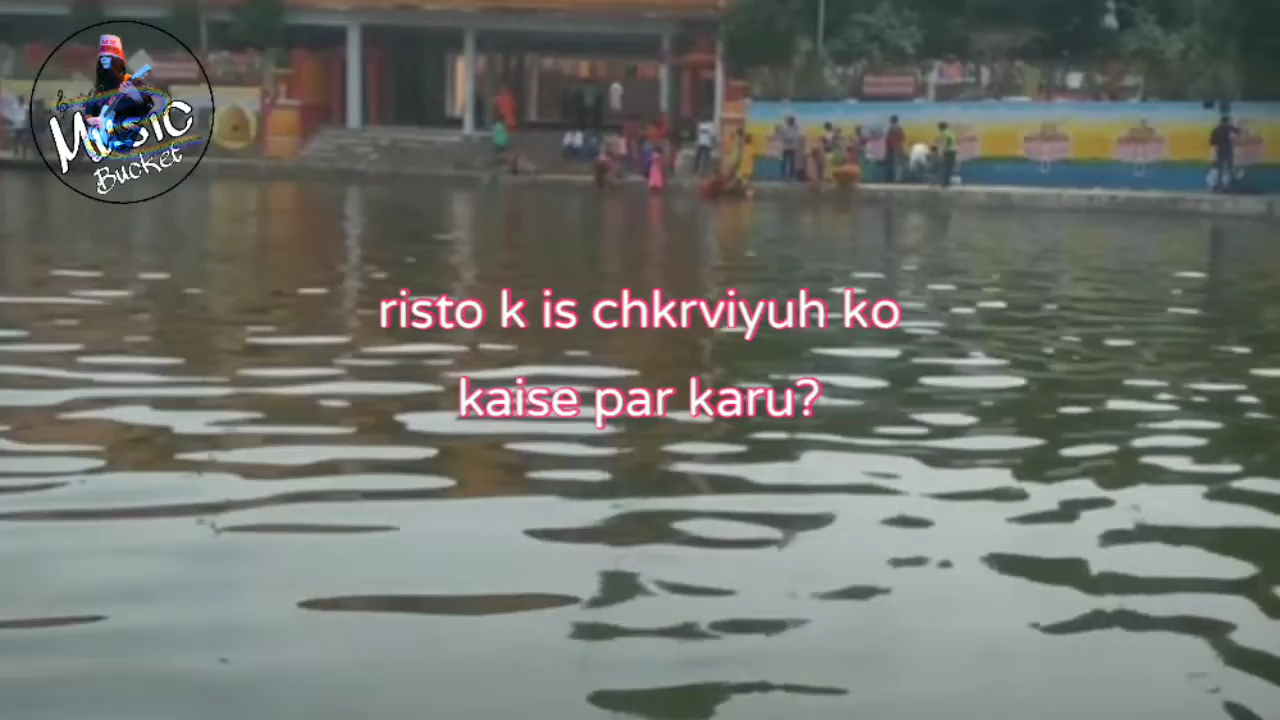 Music
Bucket
risto k is chkrviyuh ko
kaise par karu?